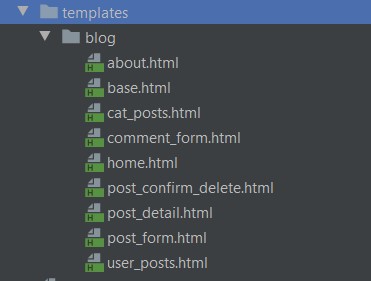 templates
blog
about.html
base.html
cat_posts.html
comment_form.html
home.html
post_confirm_delete.html
post_detail.html
post_form.html
user_posts.html